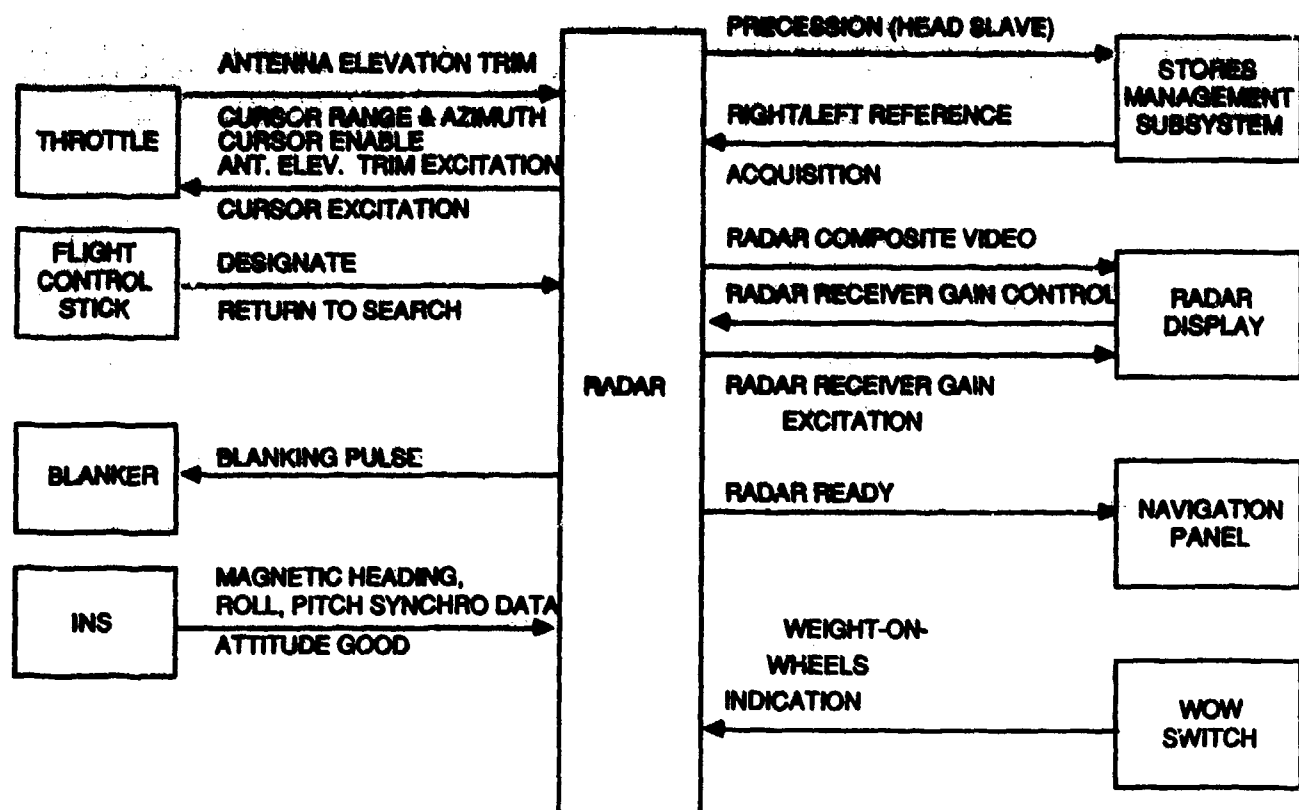 ANTENNA ELEVATION TRIM
THROTTLE
CURSOR RANGE & AZIMUTH
CURSOR ENABLE
ANT. ELEV. TRIM EXCITATION
CURSOR EXCITATION
FLIGHT
CONTROL
STICK
DESIGNATE
RETURN TO SEARCH
BLANKER
BLANKING PULSE
INS
MAGNETIC HEADING,
ROLL, PITCH SYNCHRO DATA
ATTITUDE GOOD
RADAR
PRECESSION (HEAD SLAVE)
STORES
MANAGEMENT
SUBSYSTEM
RIGHT/LEFT REFERENCE
ACQUISITION
RADAR COMPOSITE VIDEO
RADAR RECEIVER GAIN CONTROL
RADAR
DISPLAY
RADAR RECEIVER GAIN
EXCITATION
RADAR READY
NAVIGATION
PANEL
WEIGHT-ON-
WHEELS
INDICATION
WOW
SWITCH